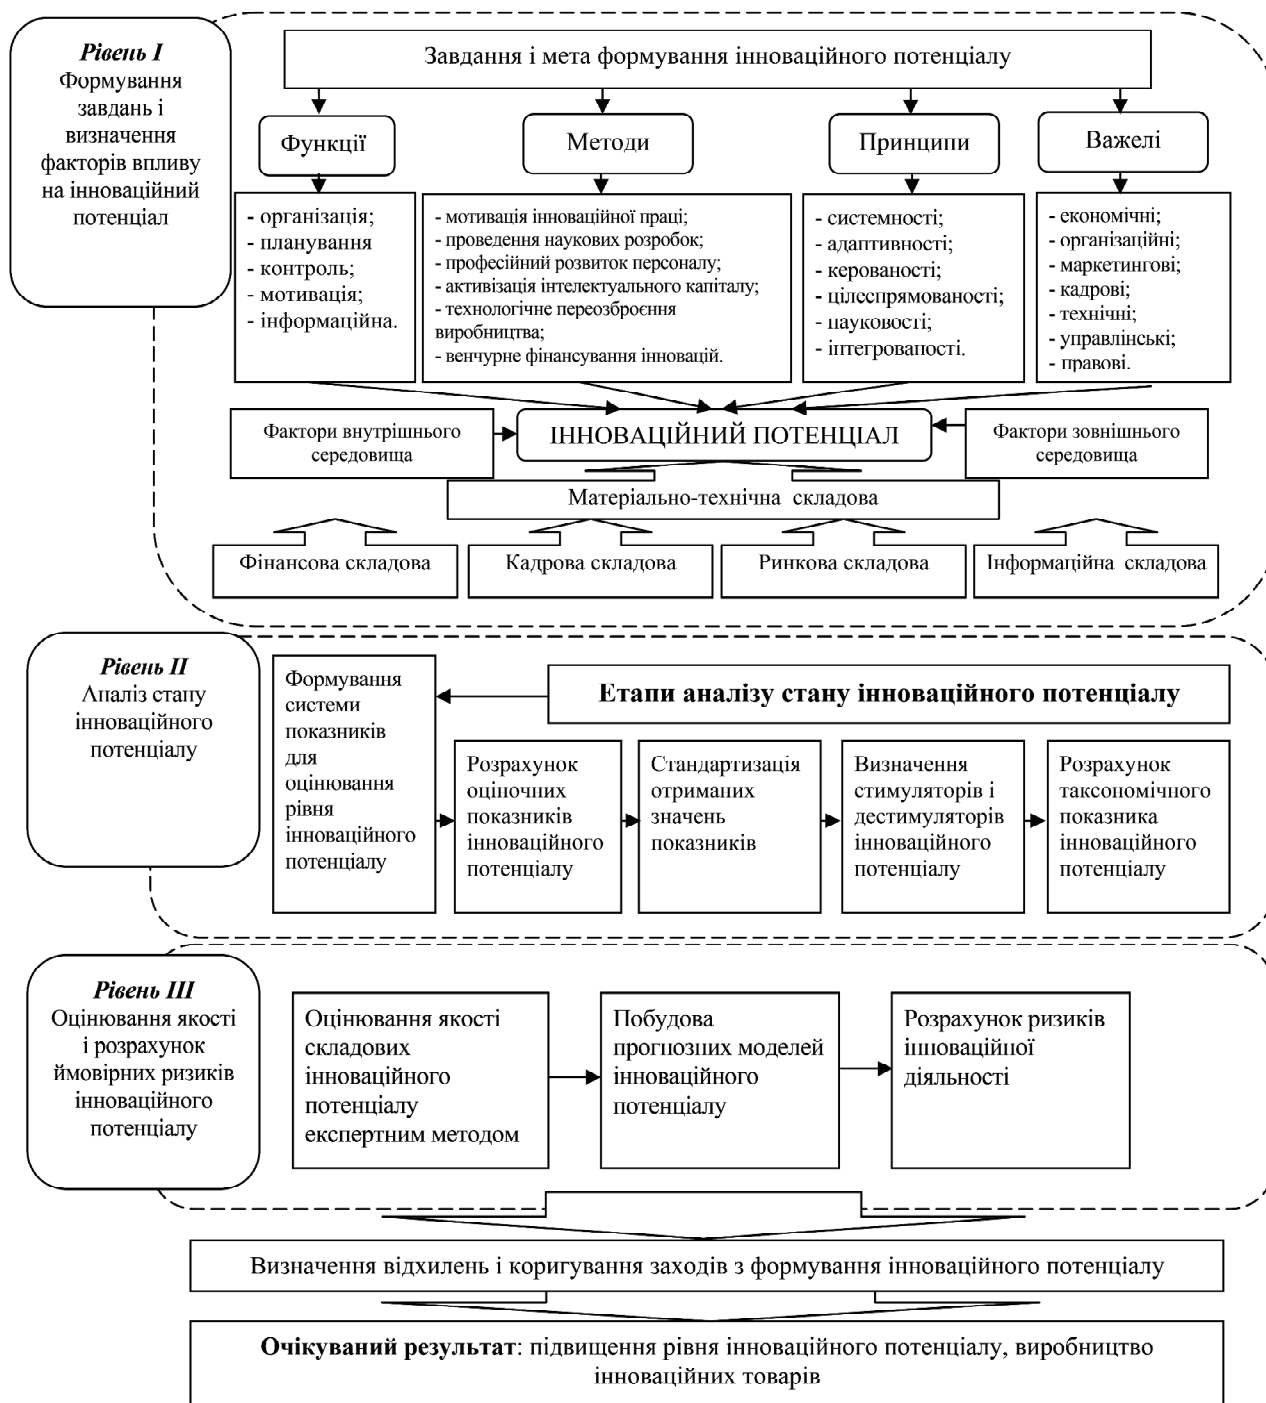 Рівень I
Формування
завдань і
визначення
факторів впливу
на інноваційний
потенціал
Завдання і мета формування інноваційного потенціалу
Функції
Методи
Принципи
Важелі
- організація;
- планування
- контроль;
- мотивація;
- інформаційна.
- мотивація інноваційної праці;
- проведення наукових розробок;
- професійний розвиток персоналу;
- активізація інтелектуального капіталу;
- технологічне переозброєння
виробництва;
- венчурне фінансування інновацій.
- системності;
- адаптивності;
- керованості;
- цілеспрямованості;
- науковості;
- інтегрованості.
- економічні;
- організаційні;
- маркетингові;
- кадрові;
- технічні;
- управлінські;
- правові.
Фактори внутрішнього
середовища
ІННОВАЦІЙНИЙ ПОТЕНЦІАЛ
Фактори зовнішнього
середовища
Матеріально-технічна складова
Фінансова складова
Кадрова складова
Ринкова складова
Інформаційна складова
Рівень II
Аналіз стану
інноваційного
потенціалу
Формування
системи
показників
для
оцінювання
рівня
інноваційного
потенціалу
Етапи аналізу стану інноваційного потенціалу
Розрахунок
оціночних
показників
інноваційного
потенціалу
Стандартизація
отриманих
значень
показників
Визначення
стимуляторів і
дестимуляторів
інноваційного
потенціалу
Розрахунок
таксономічного
показника
інноваційного
потенціалу
Рівень III
Оцінювання якості
і розрахунок
ймовірних ризиків
інноваційного
потенціалу
Оцінювання якості
складових
інноваційного
потенціалу
експертним методом
Побудова
прогнозних моделей
інноваційного
потенціалу
Розрахунок ризиків
інноваційної
діяльності
Визначення відхилень і коригування заходів з формування інноваційного потенціалу
Очікуваний результат: підвищення рівня інноваційного потенціалу, виробництво
інноваційних товарів